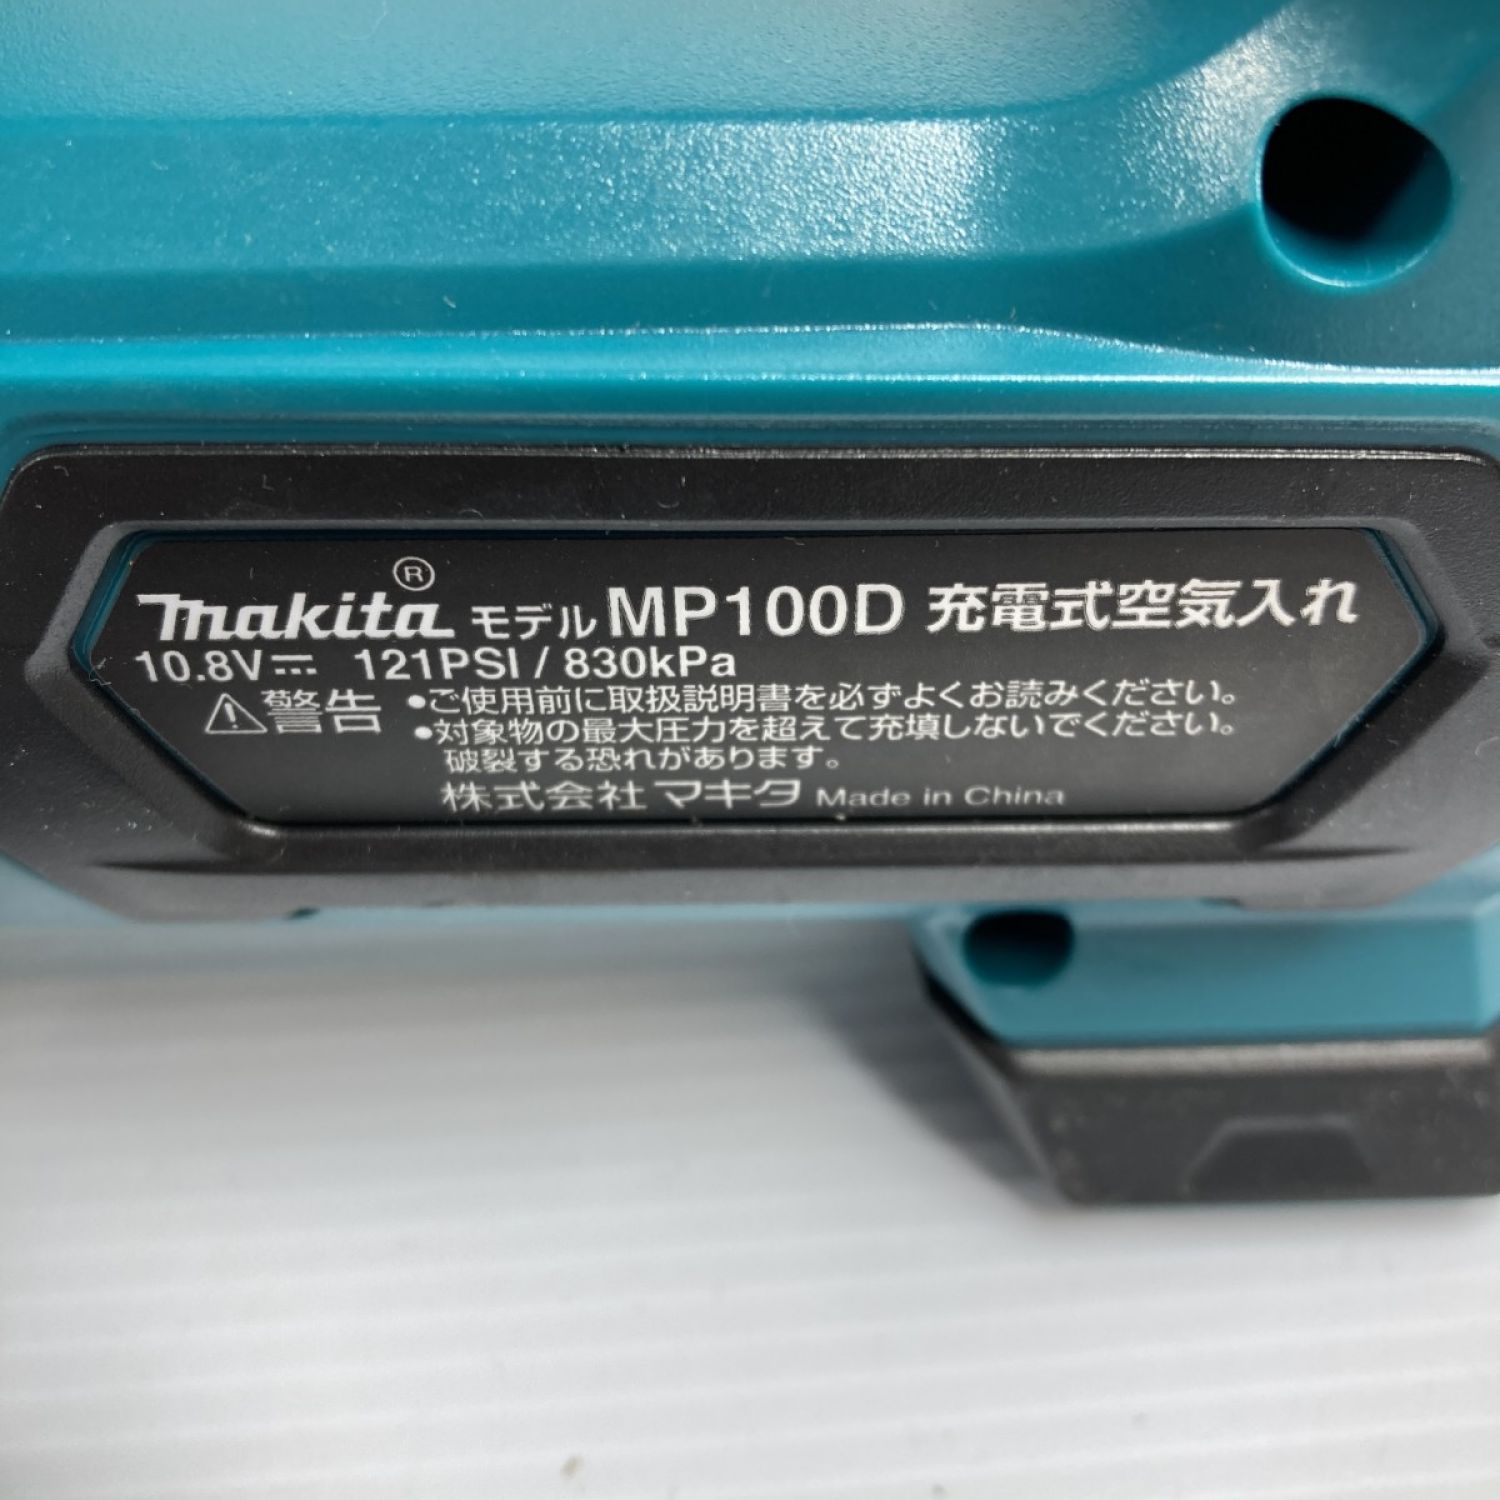 makita® モデル MP100D 充電式空気入れ
10.8V⎓ 121PSI / 830kPa
⚠警告 •ご使用前に取扱説明書を必ずよくお読みください。
•対象物の最大圧力を超えて充填しないでください。
破裂する恐れがあります。
株式会社マキタ Made in China